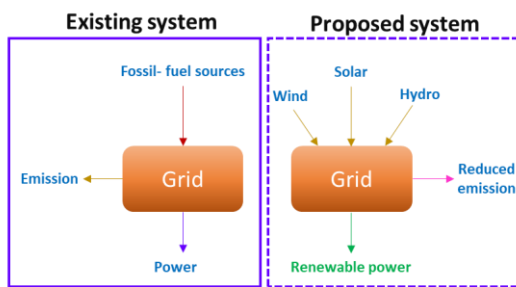 Existing system
Fossil- fuel sources
Grid
Emission
Power
Proposed system
Solar
Wind
Hydro
Grid
Reduced
emission
Renewable power